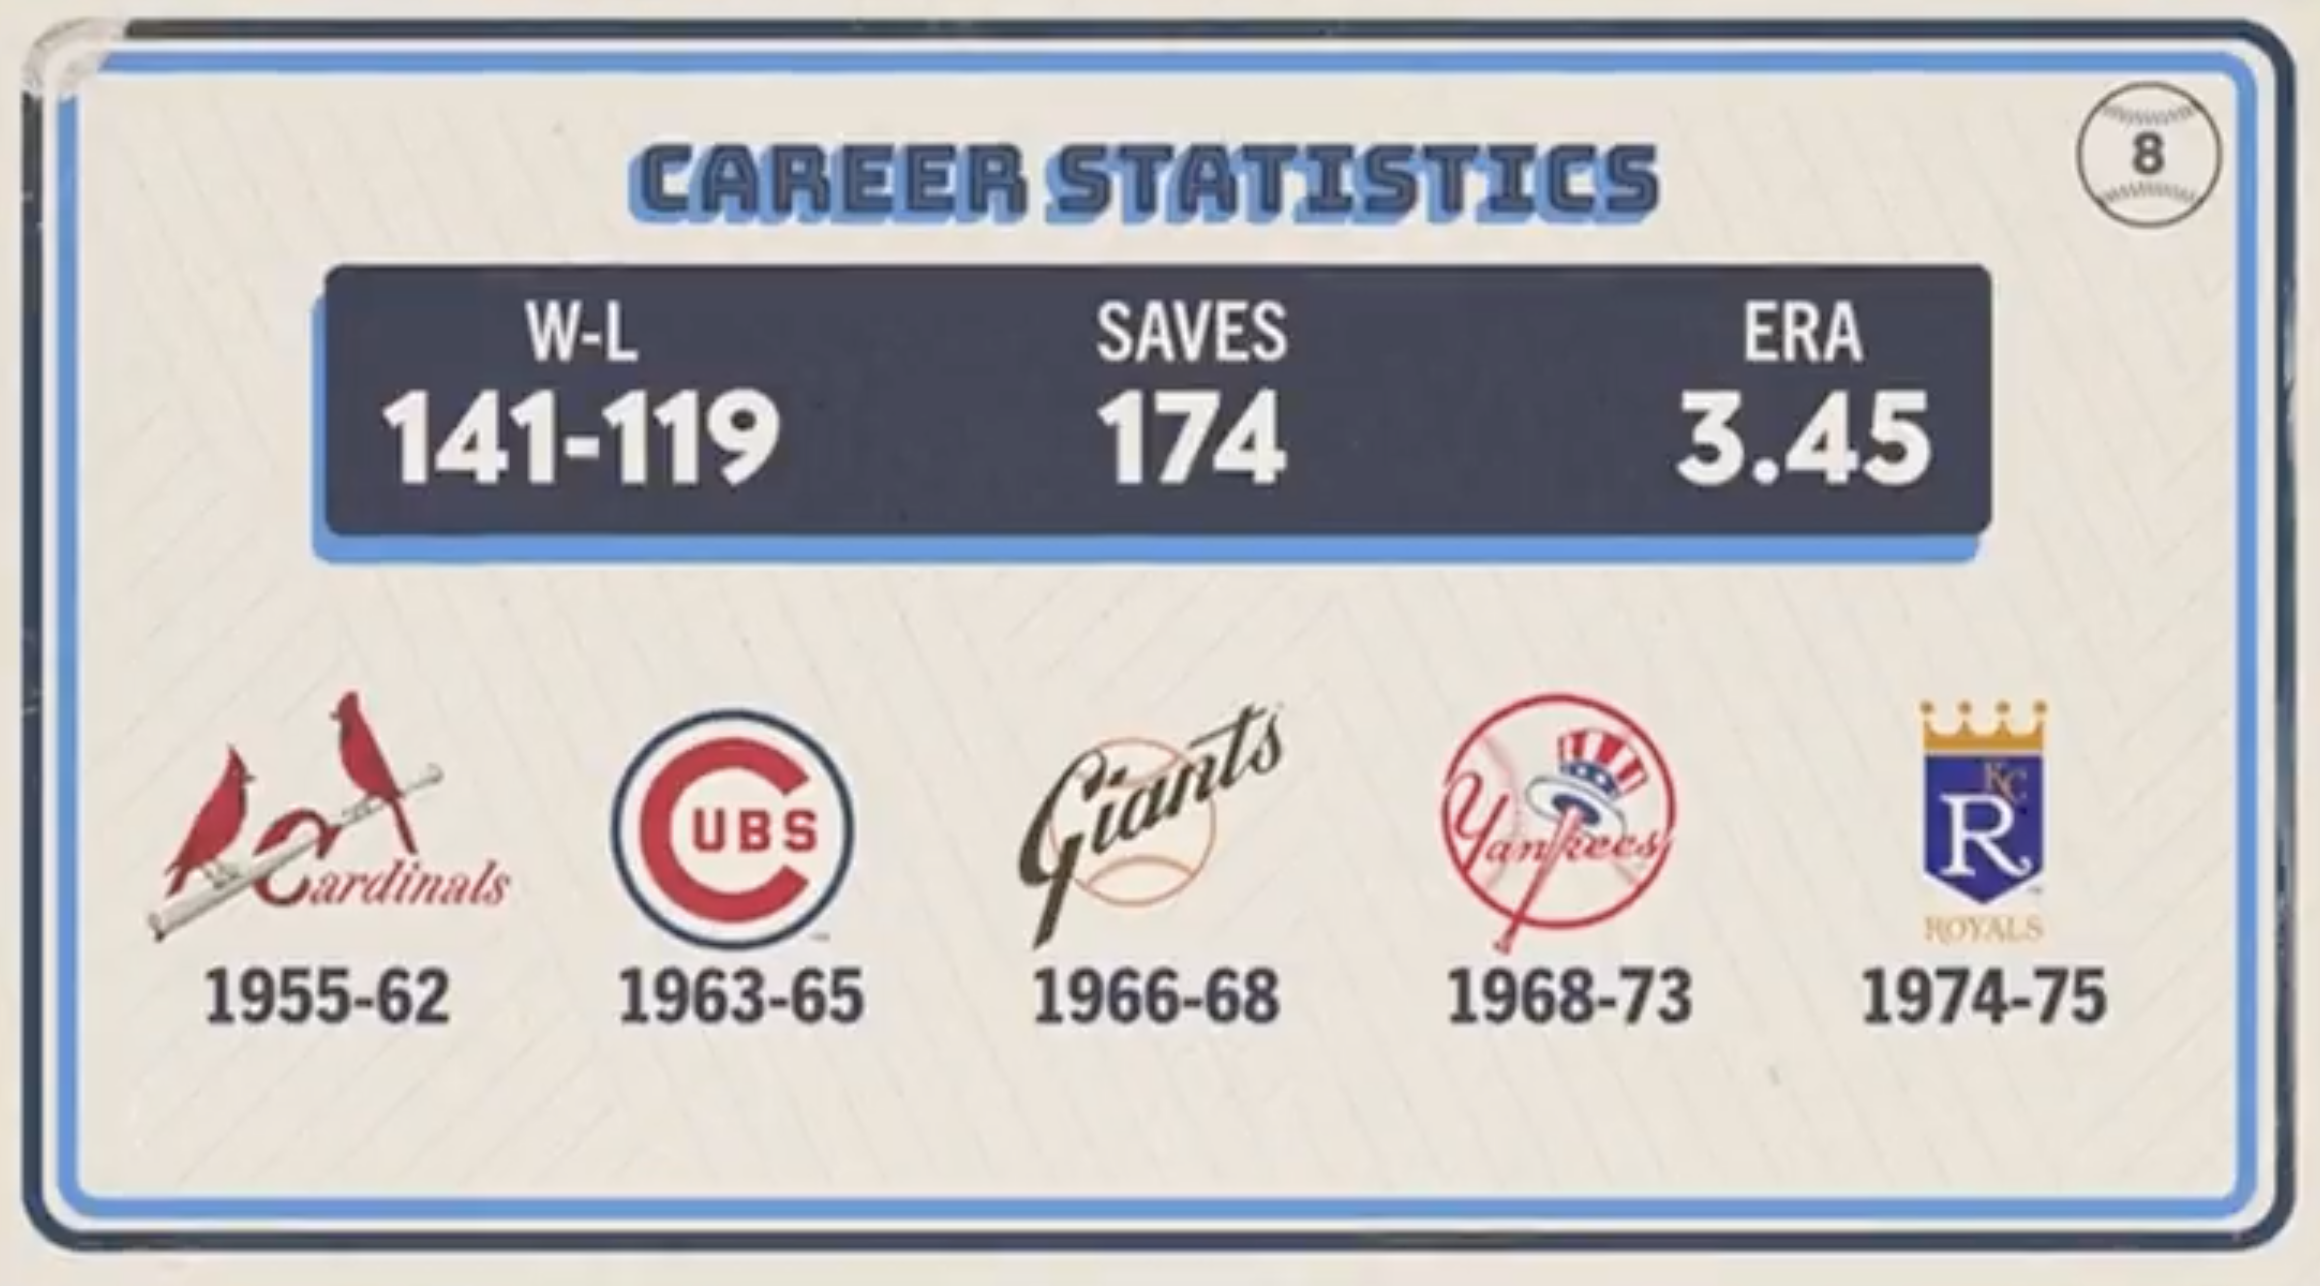 CAREER STATISTICS
8
W-L SAVES ERA
141-119 174 3.45
Cardinals CUBS Giants Yankees KC R
ROYALS
1955-62 1963-65 1966-68 1968-73 1974-75